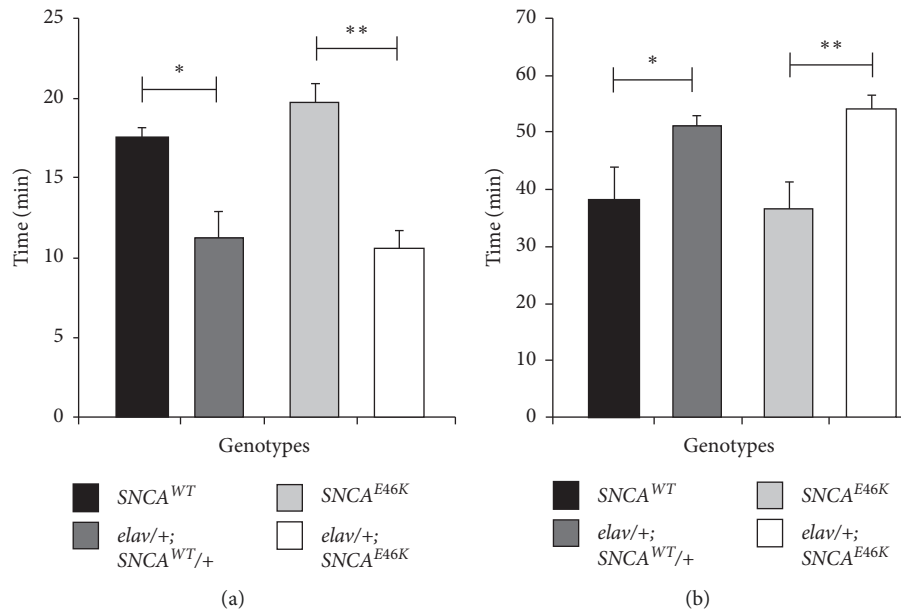 25
20
15
10
5
0
Time (min)
*
**
Genotypes
SNCA^WT
SNCA^E46K
elav/+;
SNCA^WT/+
elav/+;
SNCA^E46K
(a)
70
60
50
40
30
20
10
0
Time (min)
*
**
Genotypes
SNCA^WT
SNCA^E46K
elav/+;
SNCA^WT/+
elav/+;
SNCA^E46K
(b)